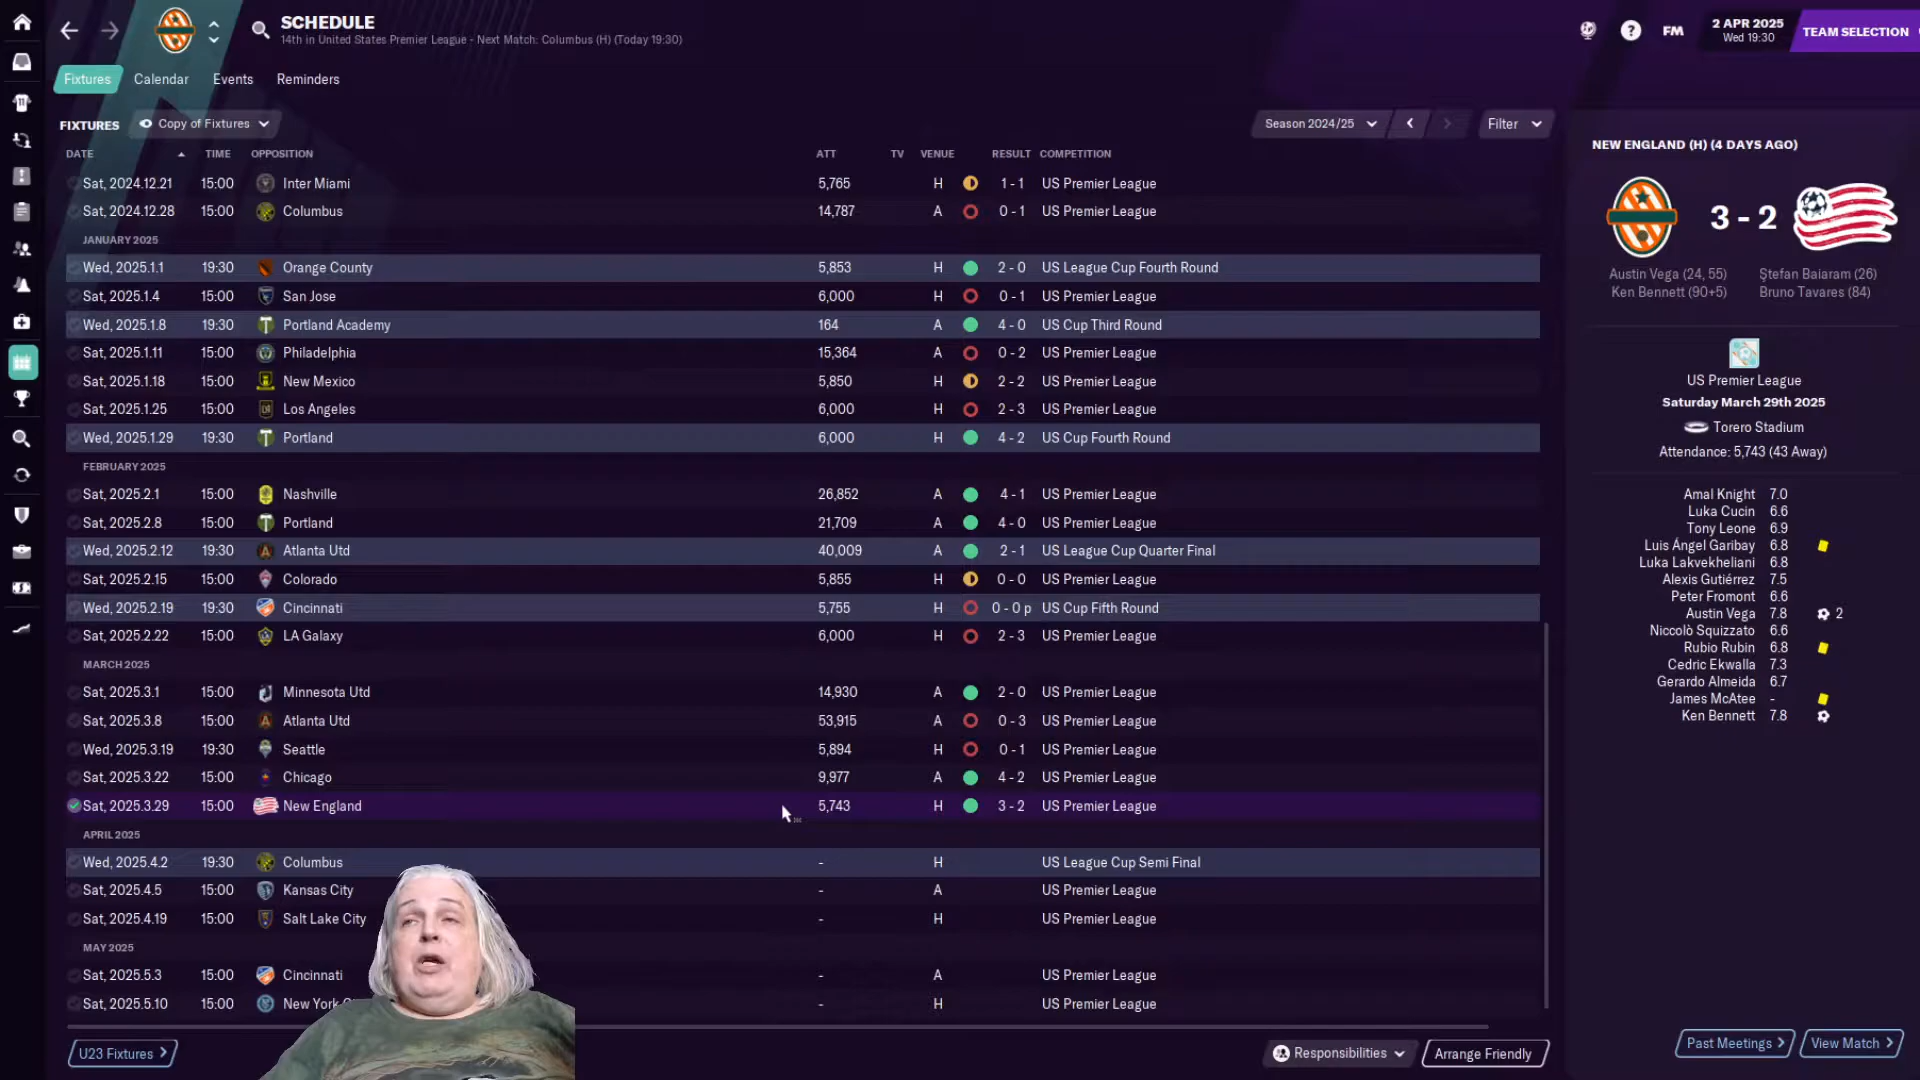 SCHEDULE
14th in United States Premier League - Next Match: Columbus (H) (Today 19:30)
FM
2 APR 2025
Wed 19:30
TEAM SELECTION
Fixtures Calendar Events Reminders
FIXTURES Copy of Fixtures Season 2024/25 Filter
DATE TIME OPPOSITION ATT TV VENUE RESULT COMPETITION
Sat, 2024.12.21 15:00 Inter Miami 5,765 H 1 - 1 US Premier League
Sat, 2024.12.28 15:00 Columbus 14,787 A 0 - 1 US Premier League
JANUARY 2025
Wed, 2025.1.1 19:30 Orange County 5,853 H 2 - 0 US League Cup Fourth Round
Sat, 2025.1.4 15:00 San Jose 6,000 H 0 - 1 US Premier League
Wed, 2025.1.8 19:30 Portland Academy 164 A 4 - 0 US Cup Third Round
Sat, 2025.1.11 15:00 Philadelphia 15,364 A 0 - 2 US Premier League
Sat, 2025.1.18 15:00 New Mexico 5,850 H 2 - 2 US Premier League
Sat, 2025.1.25 15:00 Los Angeles 6,000 H 2 - 3 US Premier League
Wed, 2025.1.29 19:30 Portland 6,000 H 4 - 2 US Cup Fourth Round
FEBRUARY 2025
Sat, 2025.2.1 15:00 Nashville 26,852 A 4 - 1 US Premier League
Sat, 2025.2.8 15:00 Portland 21,709 A 4 - 0 US Premier League
Wed, 2025.2.12 19:30 Atlanta Utd 40,009 A 2 - 1 US League Cup Quarter Final
Sat, 2025.2.15 15:00 Colorado 5,855 H 0 - 0 US Premier League
Wed, 2025.2.19 19:30 Cincinnati 5,755 H 0 - 0 p US Cup Fifth Round
Sat, 2025.2.22 15:00 LA Galaxy 6,000 H 2 - 3 US Premier League
MARCH 2025
Sat, 2025.3.1 15:00 Minnesota Utd 14,930 A 2 - 0 US Premier League
Sat, 2025.3.8 15:00 Atlanta Utd 53,915 A 0 - 3 US Premier League
Wed, 2025.3.19 19:30 Seattle 5,894 H 0 - 1 US Premier League
Sat, 2025.3.22 15:00 Chicago 9,977 A 4 - 2 US Premier League
Sat, 2025.3.29 15:00 New England 5,743 H 3 - 2 US Premier League
APRIL 2025
Wed, 2025.4.2 19:30 Columbus - H US League Cup Semi Final
Sat, 2025.4.5 15:00 Kansas City - A US Premier League
Sat, 2025.4.19 15:00 Salt Lake City - H US Premier League
MAY 2025
Sat, 2025.5.3 15:00 Cincinnati - A US Premier League
Sat, 2025.5.10 15:00 New York - H US Premier League
U23 Fixtures Responsibilities Arrange Friendly
NEW ENGLAND (H) (4 DAYS AGO)
3 - 2
Austin Vega (24, 55) Ștefan Baiaram (26)
Ken Bennett (90+5) Bruno Tavares (84)
US Premier League
Saturday March 29th 2025
Torero Stadium
Attendance: 5,743 (43 Away)
Amal Knight 7.0
Luka Cucin 6.6
Tony Leone 6.9
Luis Ángel Garibay 6.8
Luka Lakvekheliani 6.8
Alexis Gutiérrez 7.5
Peter Fromont 6.6
Austin Vega 7.8 2
Niccolò Squizzato 6.6
Rubio Rubin 6.8
Cedric Ekwalla 7.3
Gerardo Almeida 6.7
James McAtee -
Ken Bennett 7.8
Past Meetings View Match